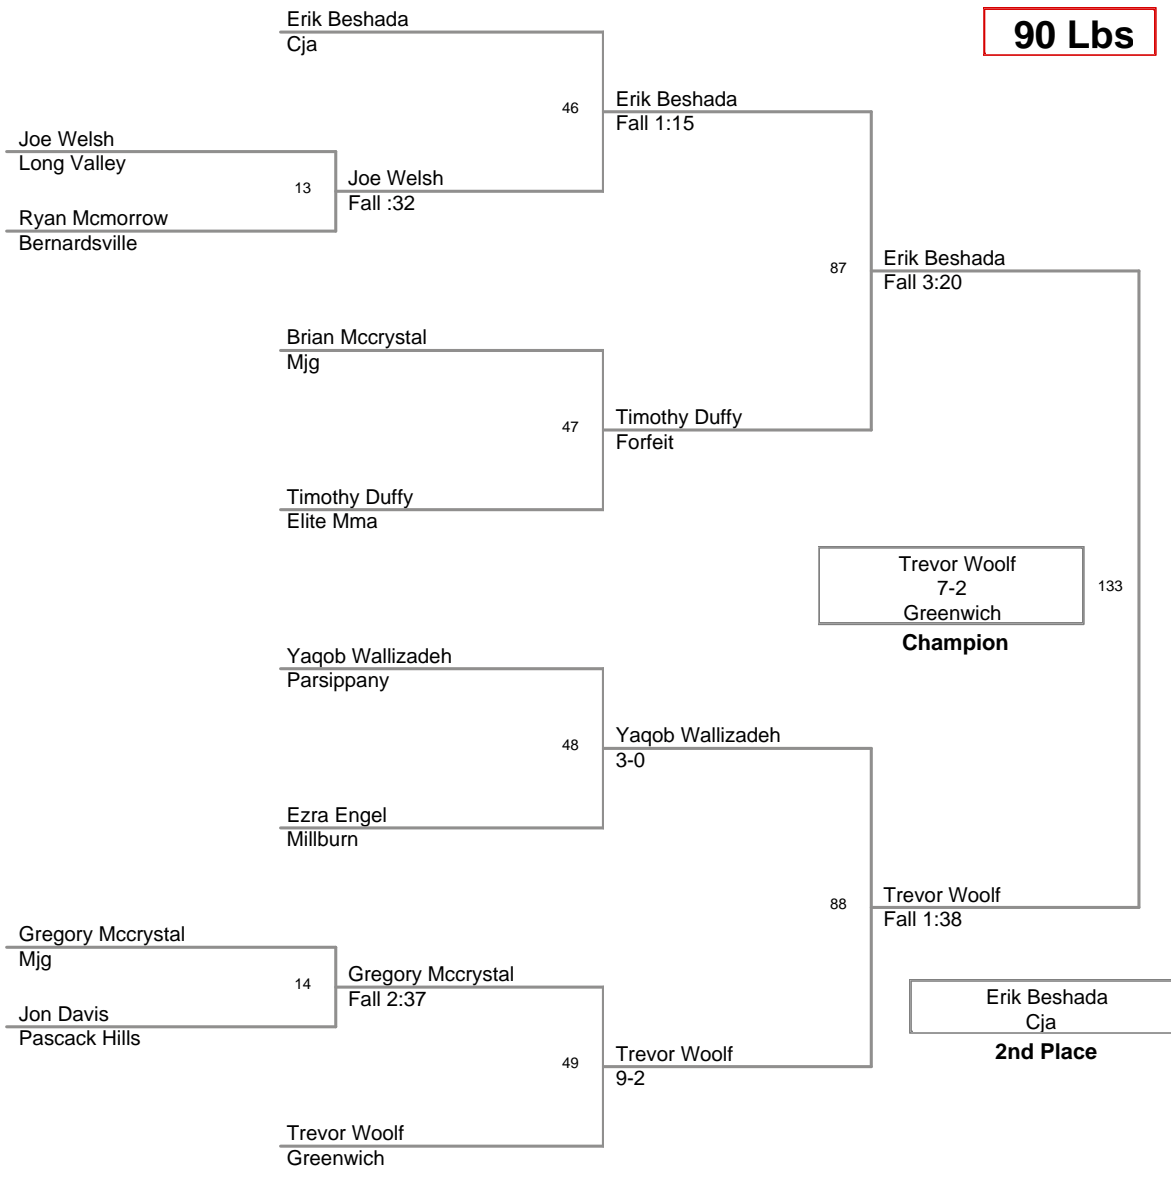 Erik Beshada
Cja
90 Lbs
46
Erik Beshada
Fall 1:15
Joe Welsh
Long Valley
13
Joe Welsh
Fall :32
Ryan Mcmorrow
Bernardsville
87
Erik Beshada
Fall 3:20
Brian Mccrystal
Mjg
47
Timothy Duffy
Forfeit
Timothy Duffy
Elite Mma
Trevor Woolf
7-2
Greenwich
Champion
133
Yaqob Wallizadeh
Parsippany
48
Yaqob Wallizadeh
3-0
Ezra Engel
Millburn
88
Trevor Woolf
Fall 1:38
Gregory Mccrystal
Mjg
14
Gregory Mccrystal
Fall 2:37
Jon Davis
Pascack Hills
Erik Beshada
Cja
2nd Place
49
Trevor Woolf
9-2
Trevor Woolf
Greenwich